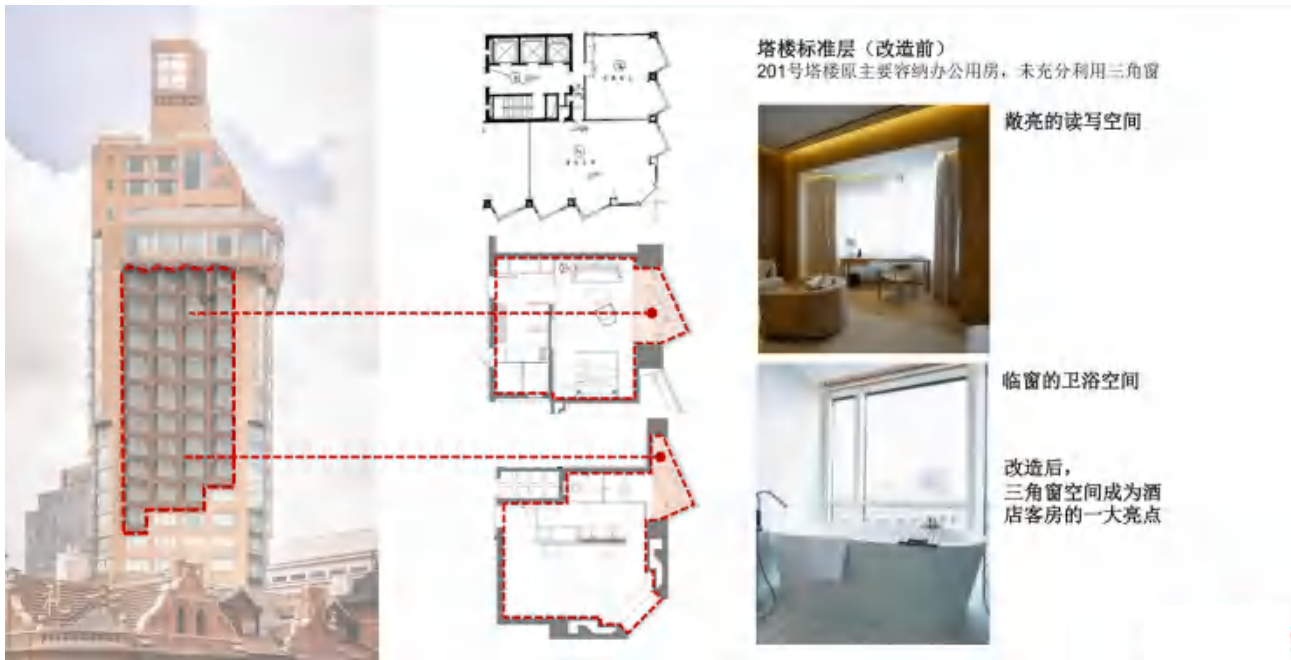 塔楼标准层（改造前）
201号塔楼原主要容纳办公用房，未充分利用三角窗
敞亮的读写空间
临窗的卫浴空间
改造后，
三角窗空间成为酒
店客房的一大亮点